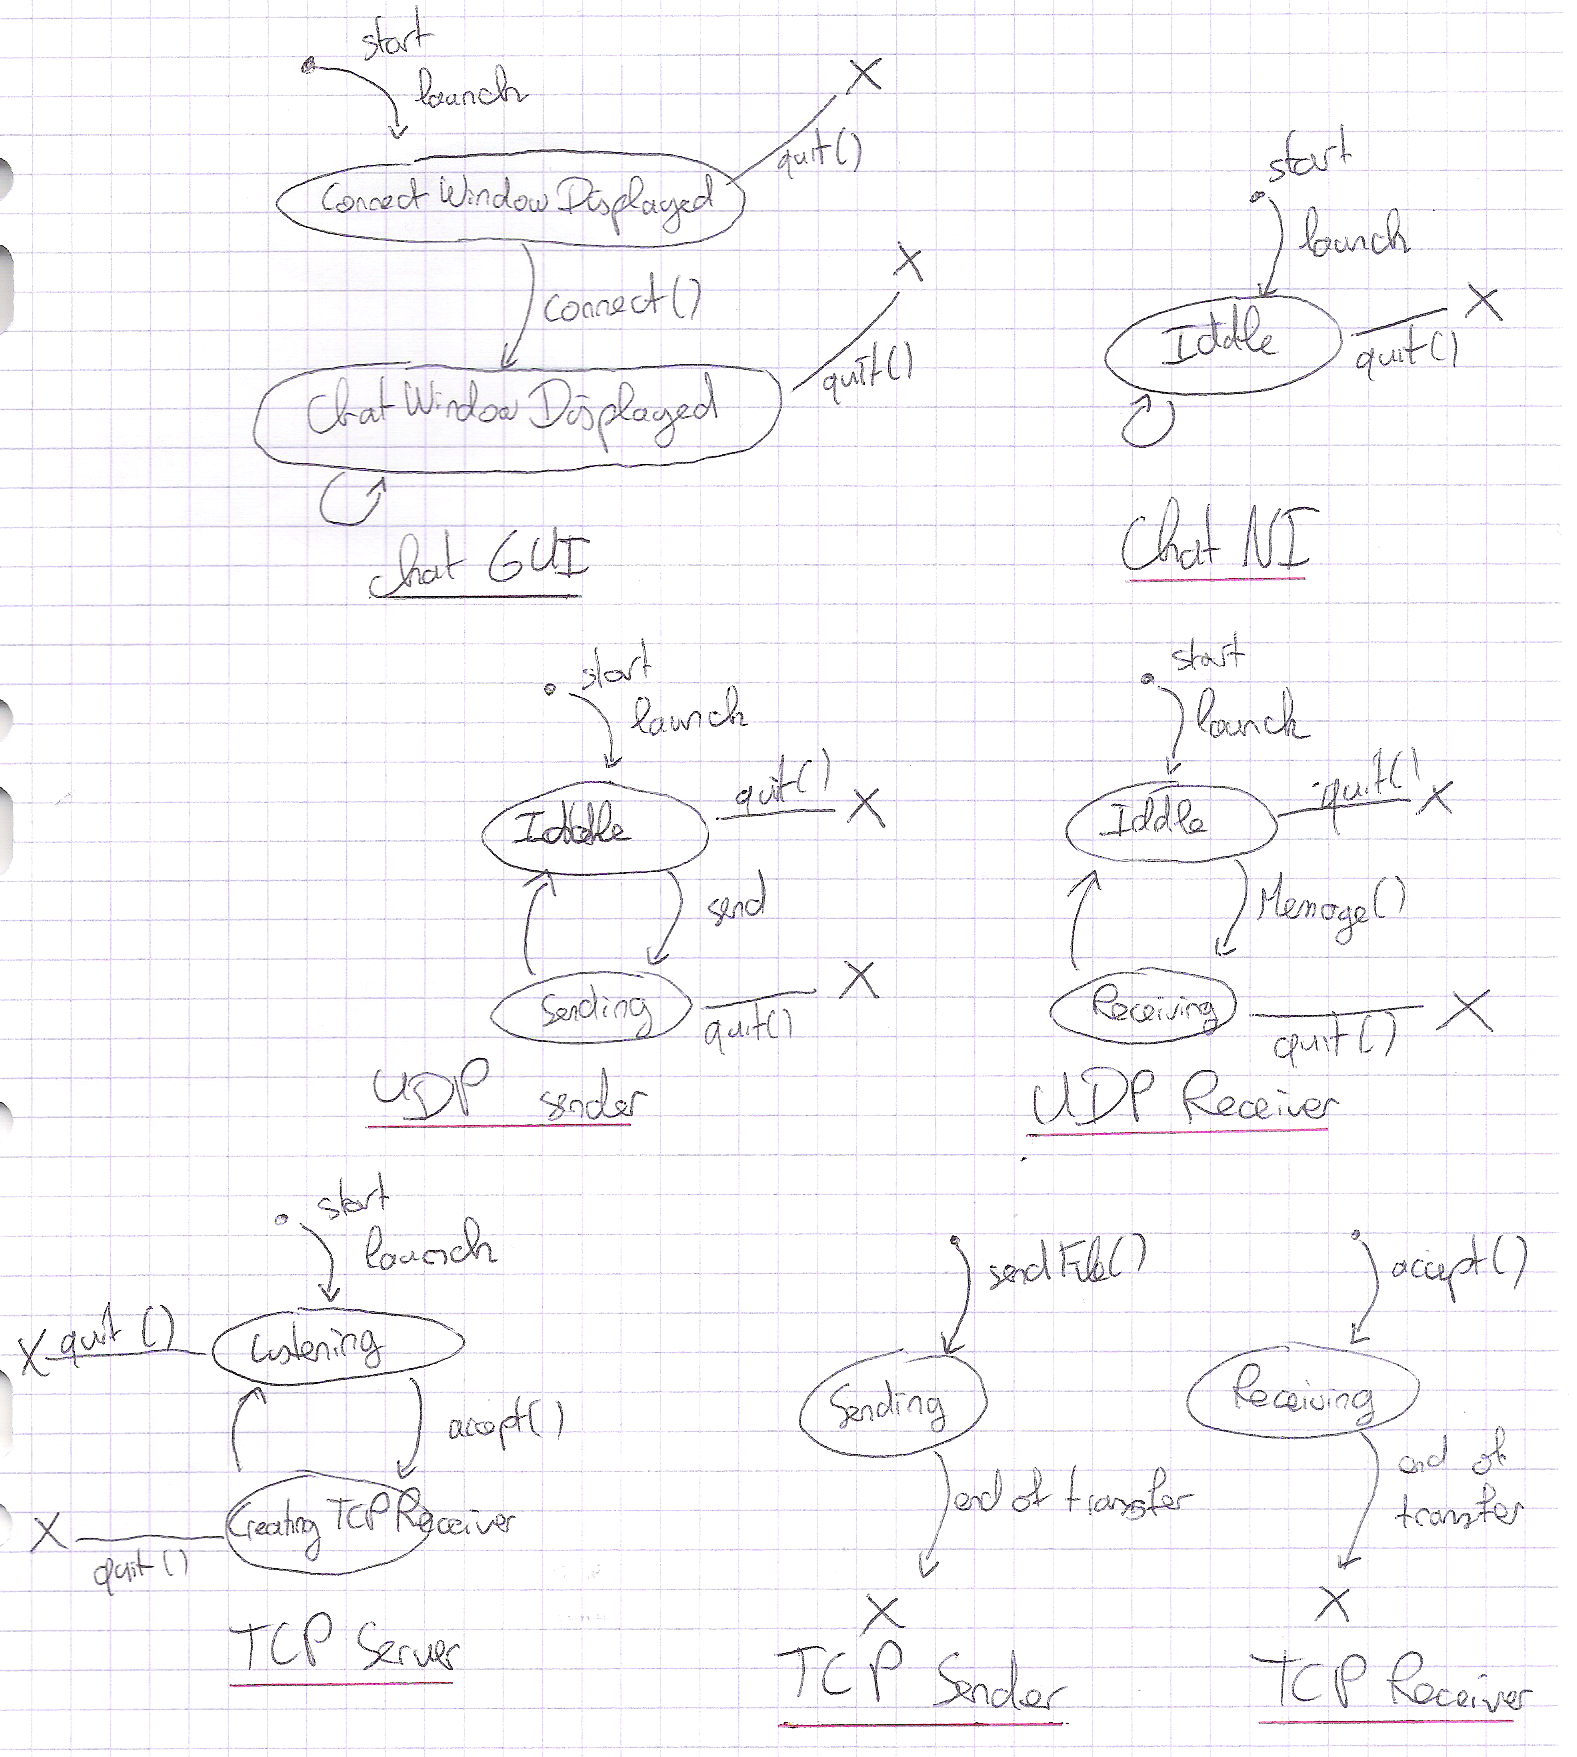 start
launch
X
quit()
Connect Window Displayed
connect()
X
quit()
Chat Window Displayed
Chat GUI
start
launch
Iddle
X
quit()
Chat NI
start
launch
Iddle
quit()
X
send
Sending
X
quit()
UDP sender
start
launch
Iddle
quit()
X
Message()
Receiving
X
quit()
UDP Receiver
start
launch
X quit()
Listening
accept()
Creating TCP Receiver
X
quit()
TCP Server
sendFile()
Sending
end of transfer
X
TCP Sender
accept()
Receiving
end of
transfer
X
TCP Receiver